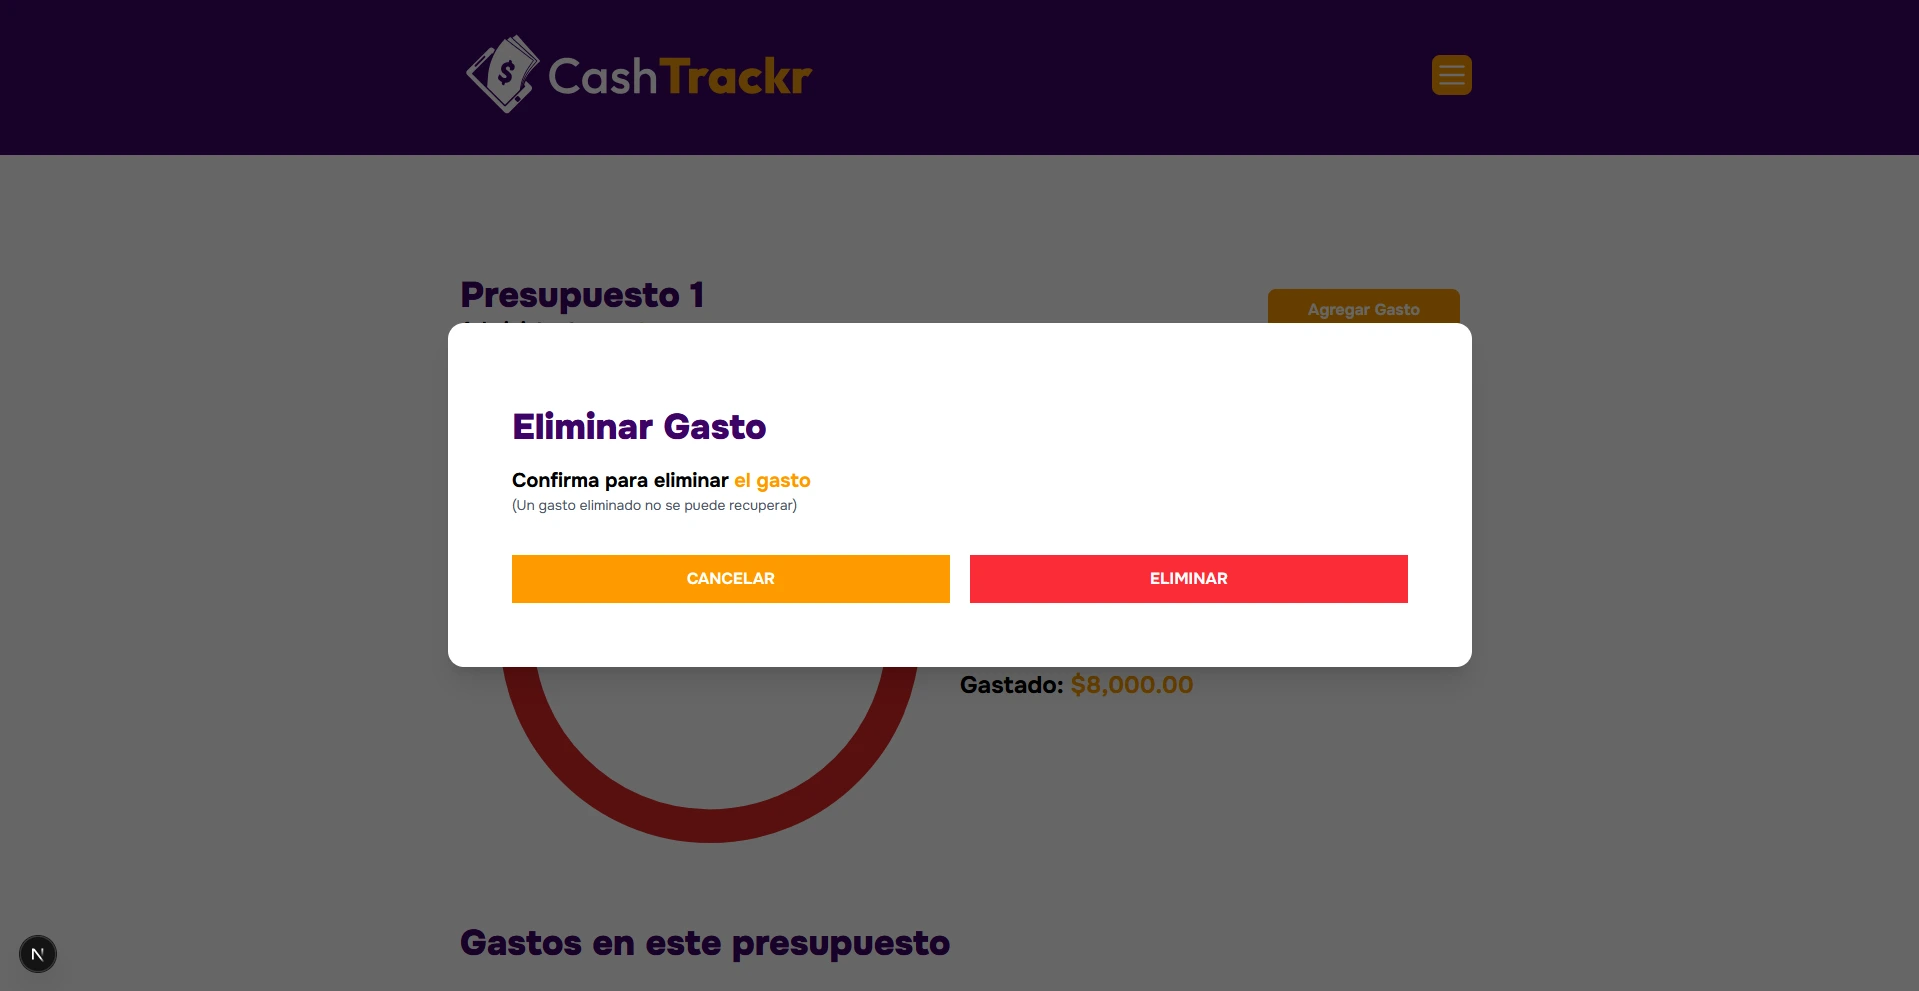 CashTrackr
Presupuesto 1
Agregar Gasto
Eliminar Gasto
Confirma para eliminar el gasto
(Un gasto eliminado no se puede recuperar)
CANCELAR
ELIMINAR
Gastado: $8,000.00
Gastos en este presupuesto
N